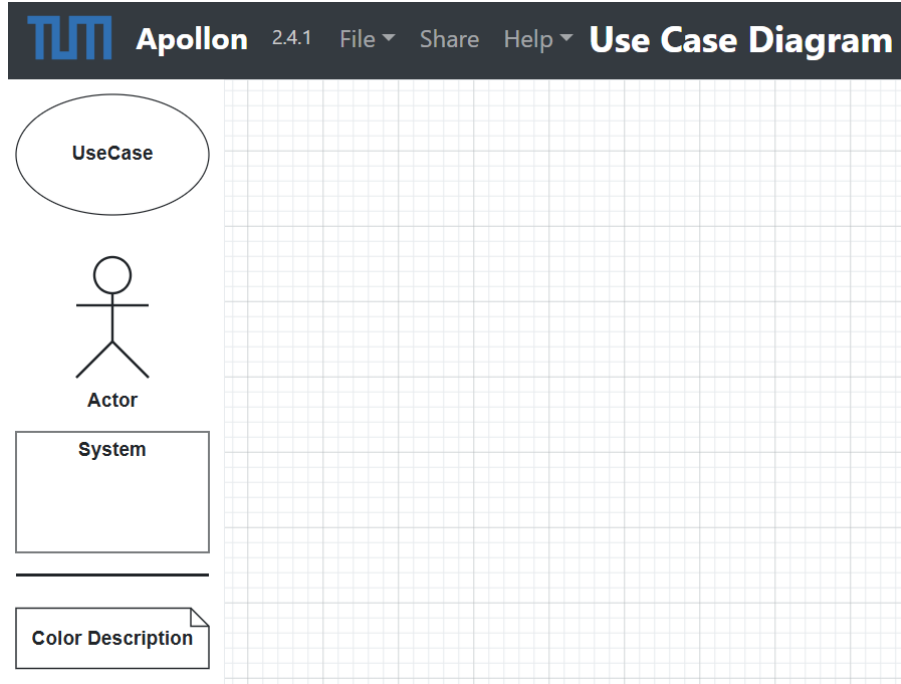 TUM Apollon 2.4.1 File Share Help Use Case Diagram
UseCase
Actor
System
Color Description